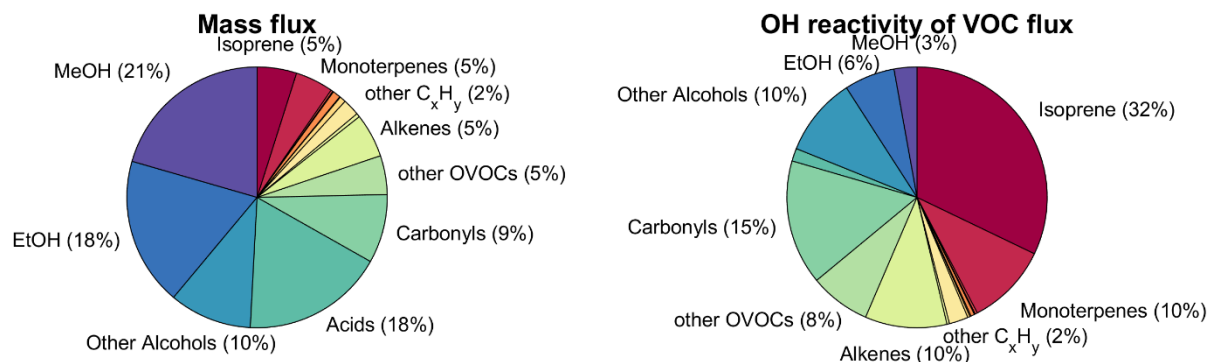 Mass flux
Isoprene (5%)
MeOH (21%)
Monoterpenes (5%)
other CxHy (2%)
Alkenes (5%)
other OVOCs (5%)
EtOH (18%)
Carbonyls (9%)
Acids (18%)
Other Alcohols (10%)
OH reactivity of VOC flux
MeOH (3%)
EtOH (6%)
Other Alcohols (10%)
Isoprene (32%)
Carbonyls (15%)
Monoterpenes (10%)
other OVOCs (8%)
other CxHy (2%)
Alkenes (10%)